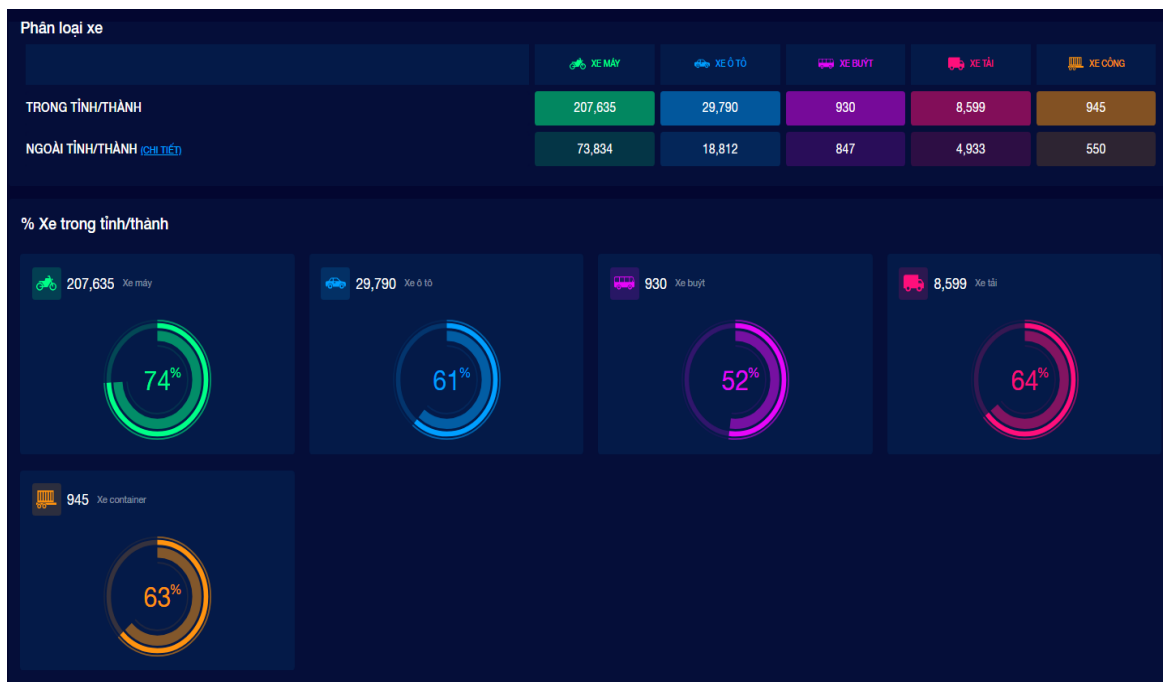 Phân loại xe
XE MÁY XE Ô TÔ XE BUÝT XE TẢI XE CÔNG
TRONG TỈNH/THÀNH 207,635 29,790 930 8,599 945
NGOÀI TỈNH/THÀNH (CHI TIẾT) 73,834 18,812 847 4,933 550
% Xe trong tỉnh/thành
207,635 Xe máy 29,790 Xe ô tô 930 Xe buýt 8,599 Xe tải
74% 61% 52% 64%
945 Xe container
63%